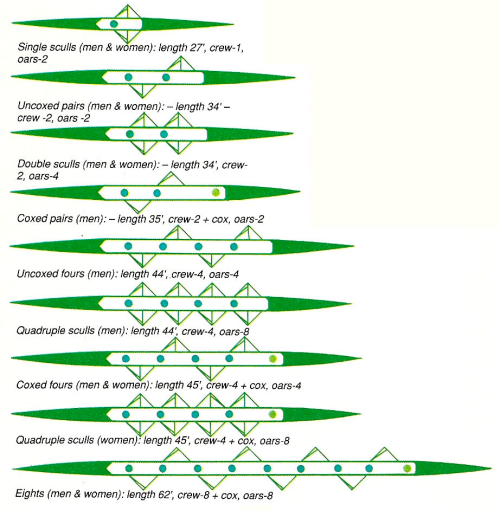 Single sculls (men & women): length 27', crew-1,
oars-2
Uncoxed pairs (men & women): – length 34' –
crew -2, oars -2
Double sculls (men & women): – length 34', crew-
2, oars-4
Coxed pairs (men): – length 35', crew-2 + cox, oars-2
Uncoxed fours (men): length 44', crew-4, oars-4
Quadruple sculls (men): length 44', crew-4, oars-8
Coxed fours (men & women): length 45', crew-4 + cox, oars-4
Quadruple sculls (women): length 45', crew-4 + cox, oars-8
Eights (men & women): length 62', crew-8 + cox, oars-8